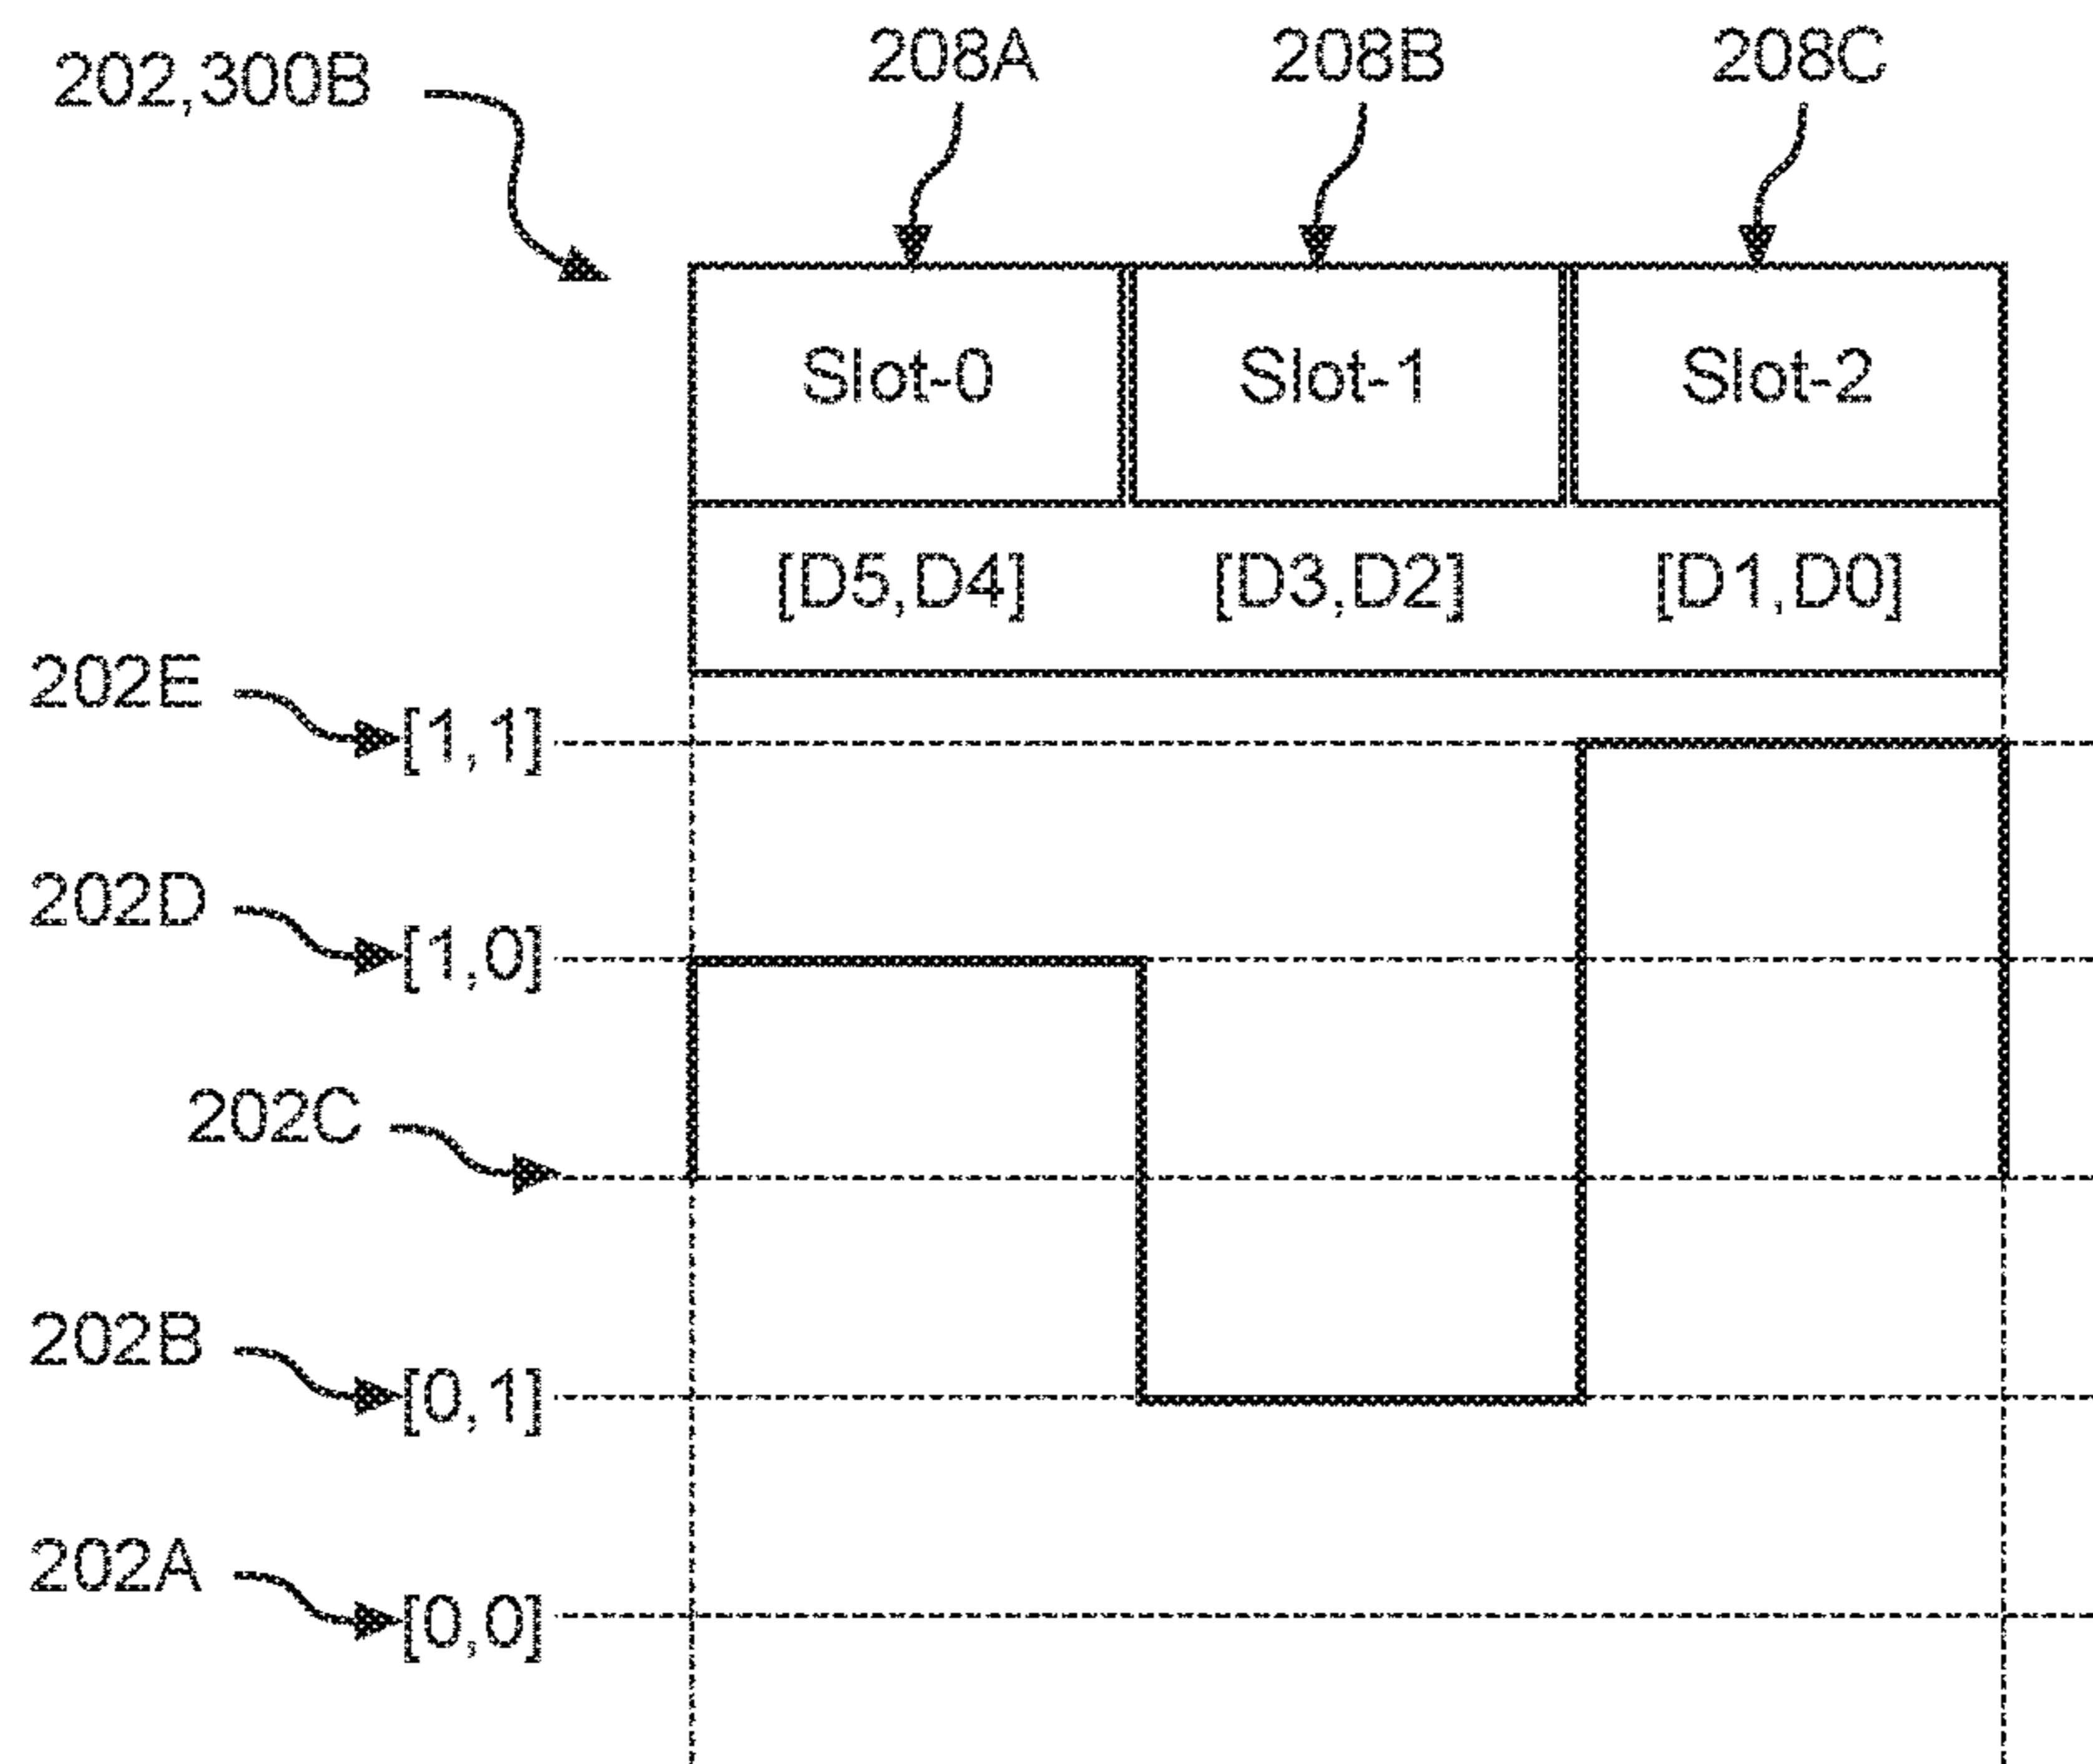 202,300B
208A 208B 208C
Slot-0 Slot-1 Slot-2
[D5,D4] [D3,D2] [D1,D0]
202E
[1,1]
202D
[1,0]
202C
202B
[0,1]
202A
[0,0]